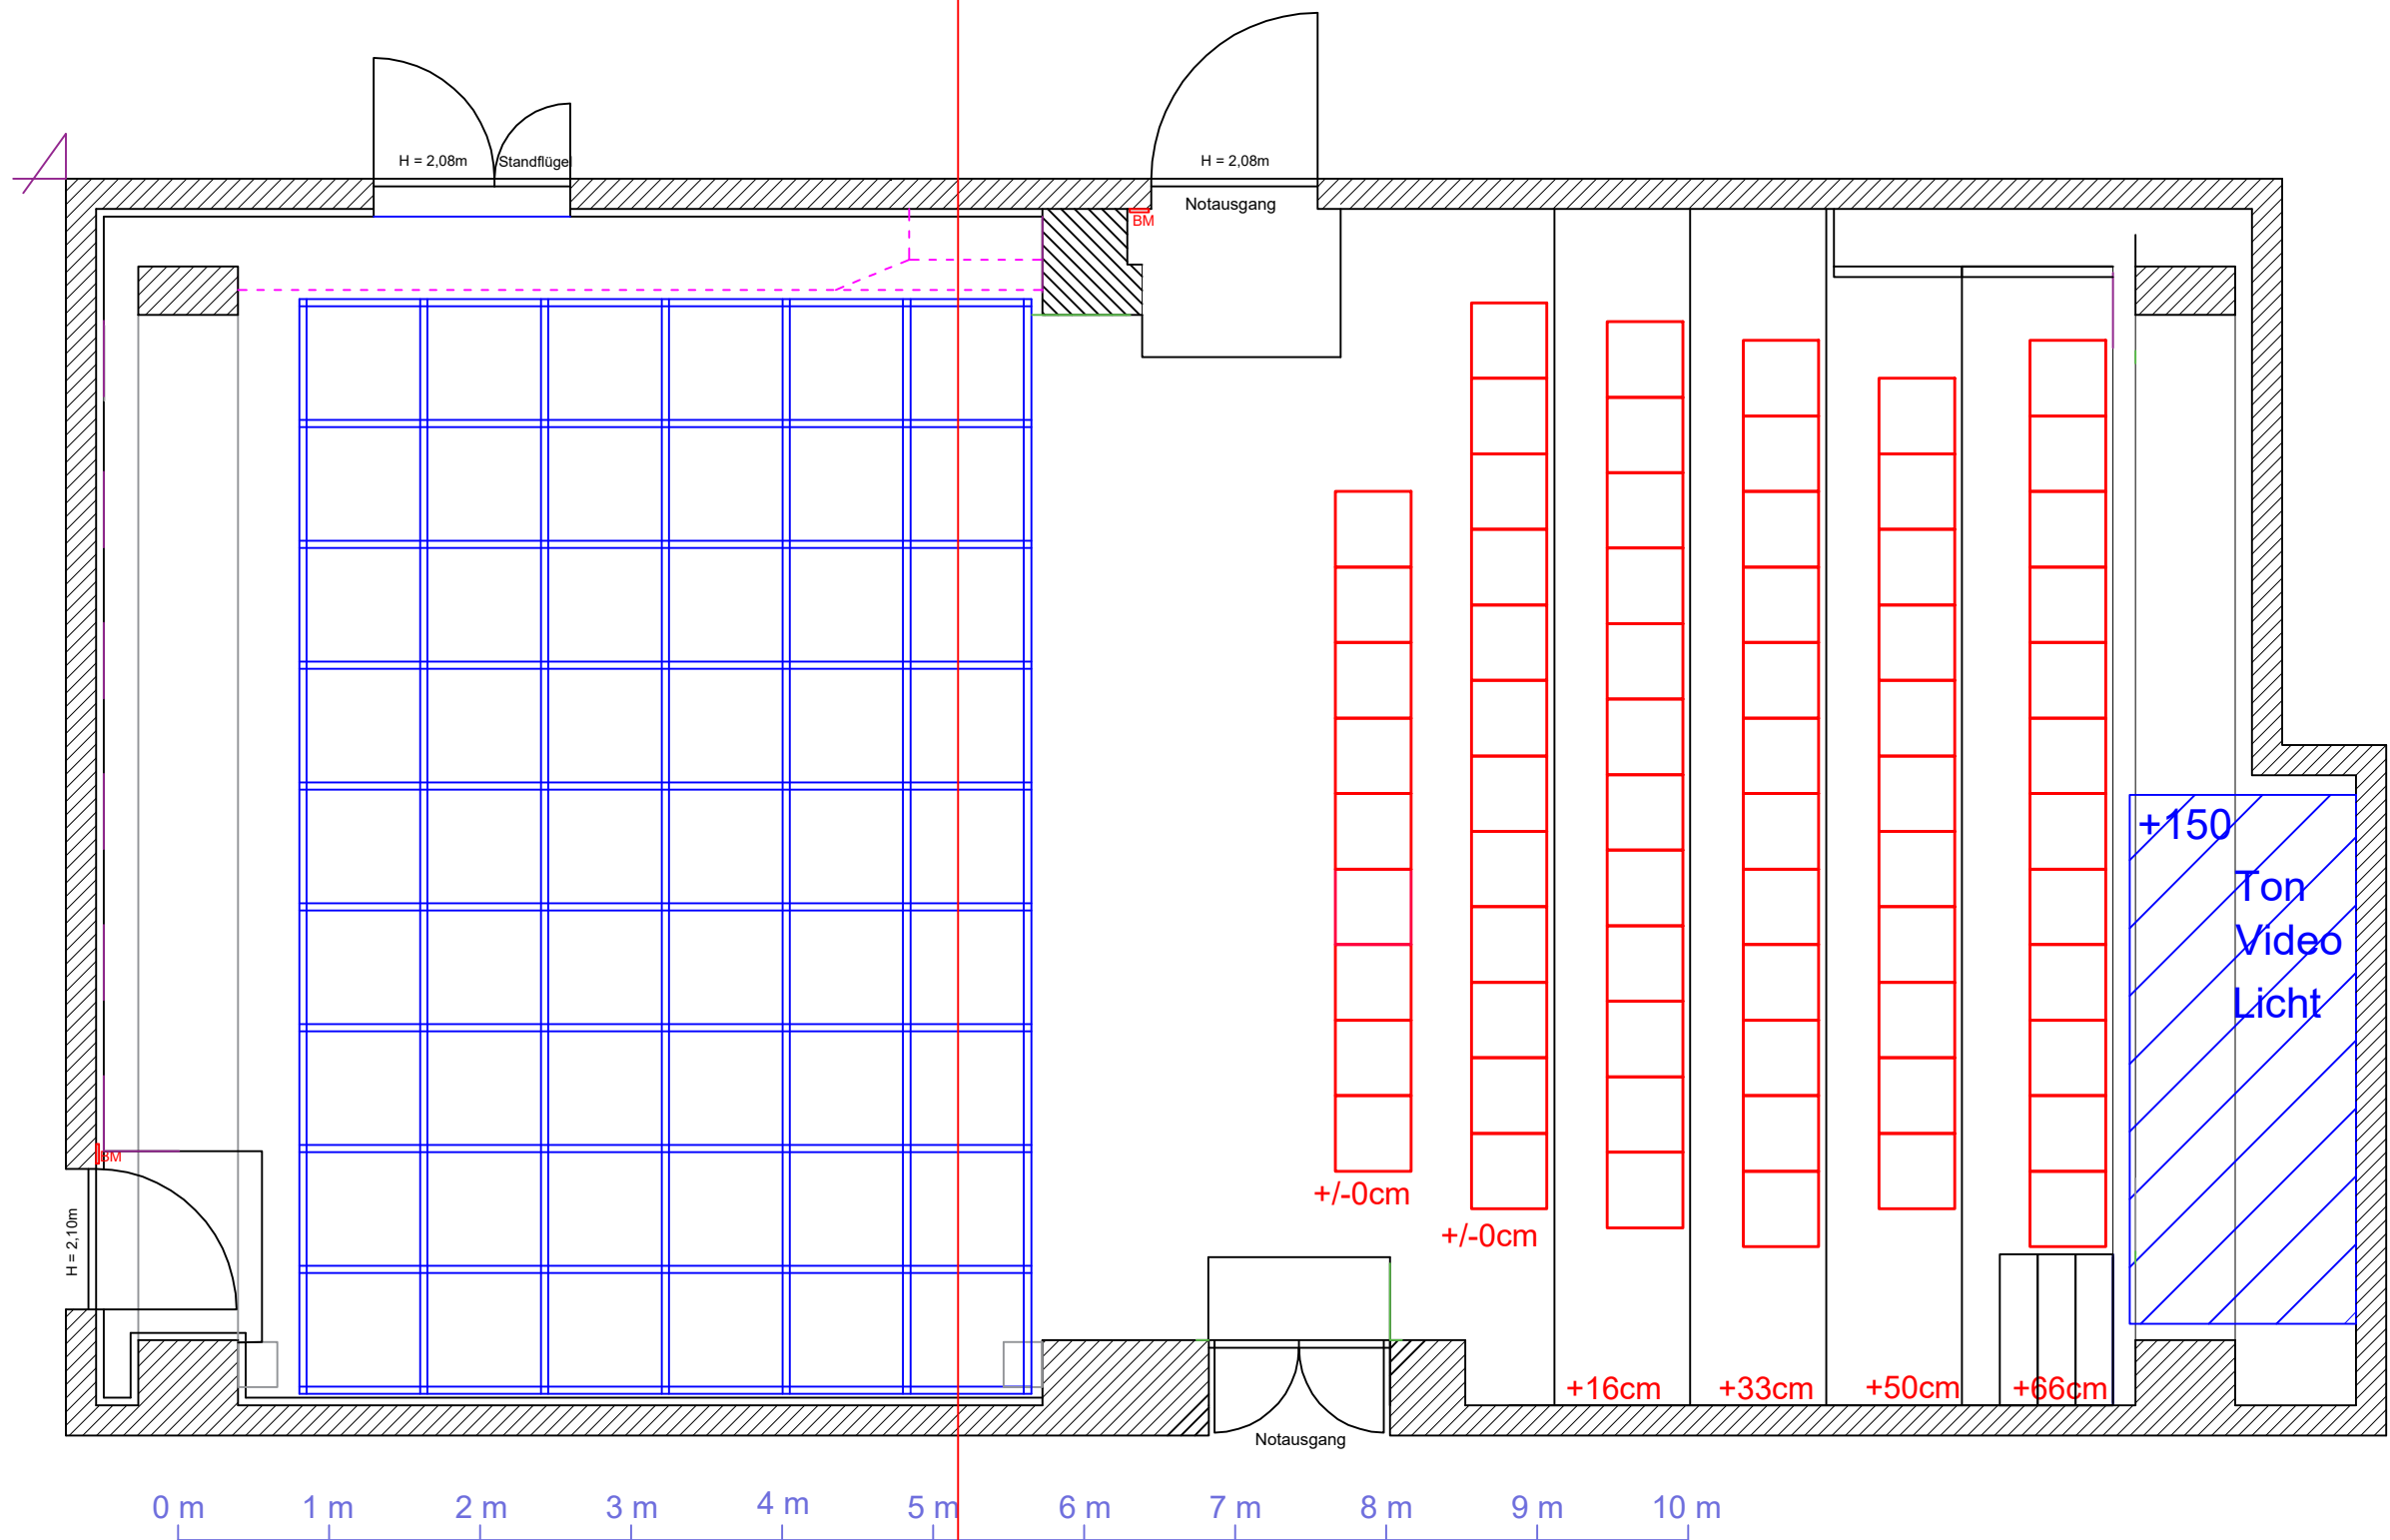 H = 2,08m
Standflügel
H = 2,08m
Notausgang
BM
+150
Ton
Video
Licht
BM
H = 2,10m
+/-0cm
+/-0cm
+16cm
+33cm
+50cm
+66cm
Notausgang
0 m
1 m
2 m
3 m
4 m
5 m
6 m
7 m
8 m
9 m
10 m